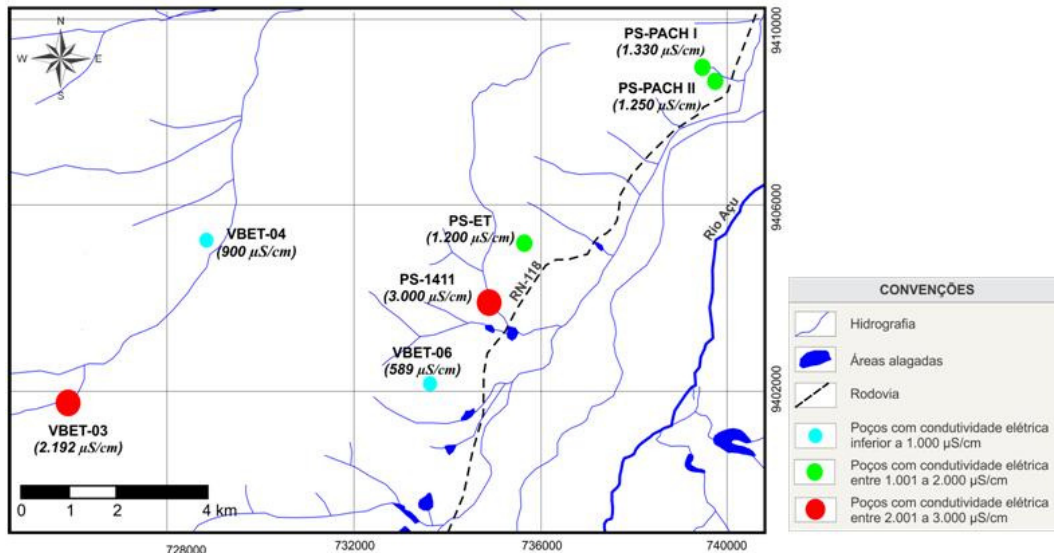 N
W E
S
PS-PACH I
(1.330 µS/cm)
PS-PACH II
(1.250 µS/cm)
9410000
VBET-04
(900 µS/cm)
PS-ET
(1.200 µS/cm)
PS-1411
(3.000 µS/cm)
RN-118
Rio Açu
9406000
VBET-06
(589 µS/cm)
VBET-03
(2.192 µS/cm)
9402000
0 1 2 4 km
728000 732000 736000 740000
CONVENÇÕES
Hidrografia
Áreas alagadas
Rodovia
Poços com condutividade elétrica
inferior a 1.000 µS/cm
Poços com condutividade elétrica
entre 1.001 a 2.000 µS/cm
Poços com condutividade elétrica
entre 2.001 a 3.000 µS/cm